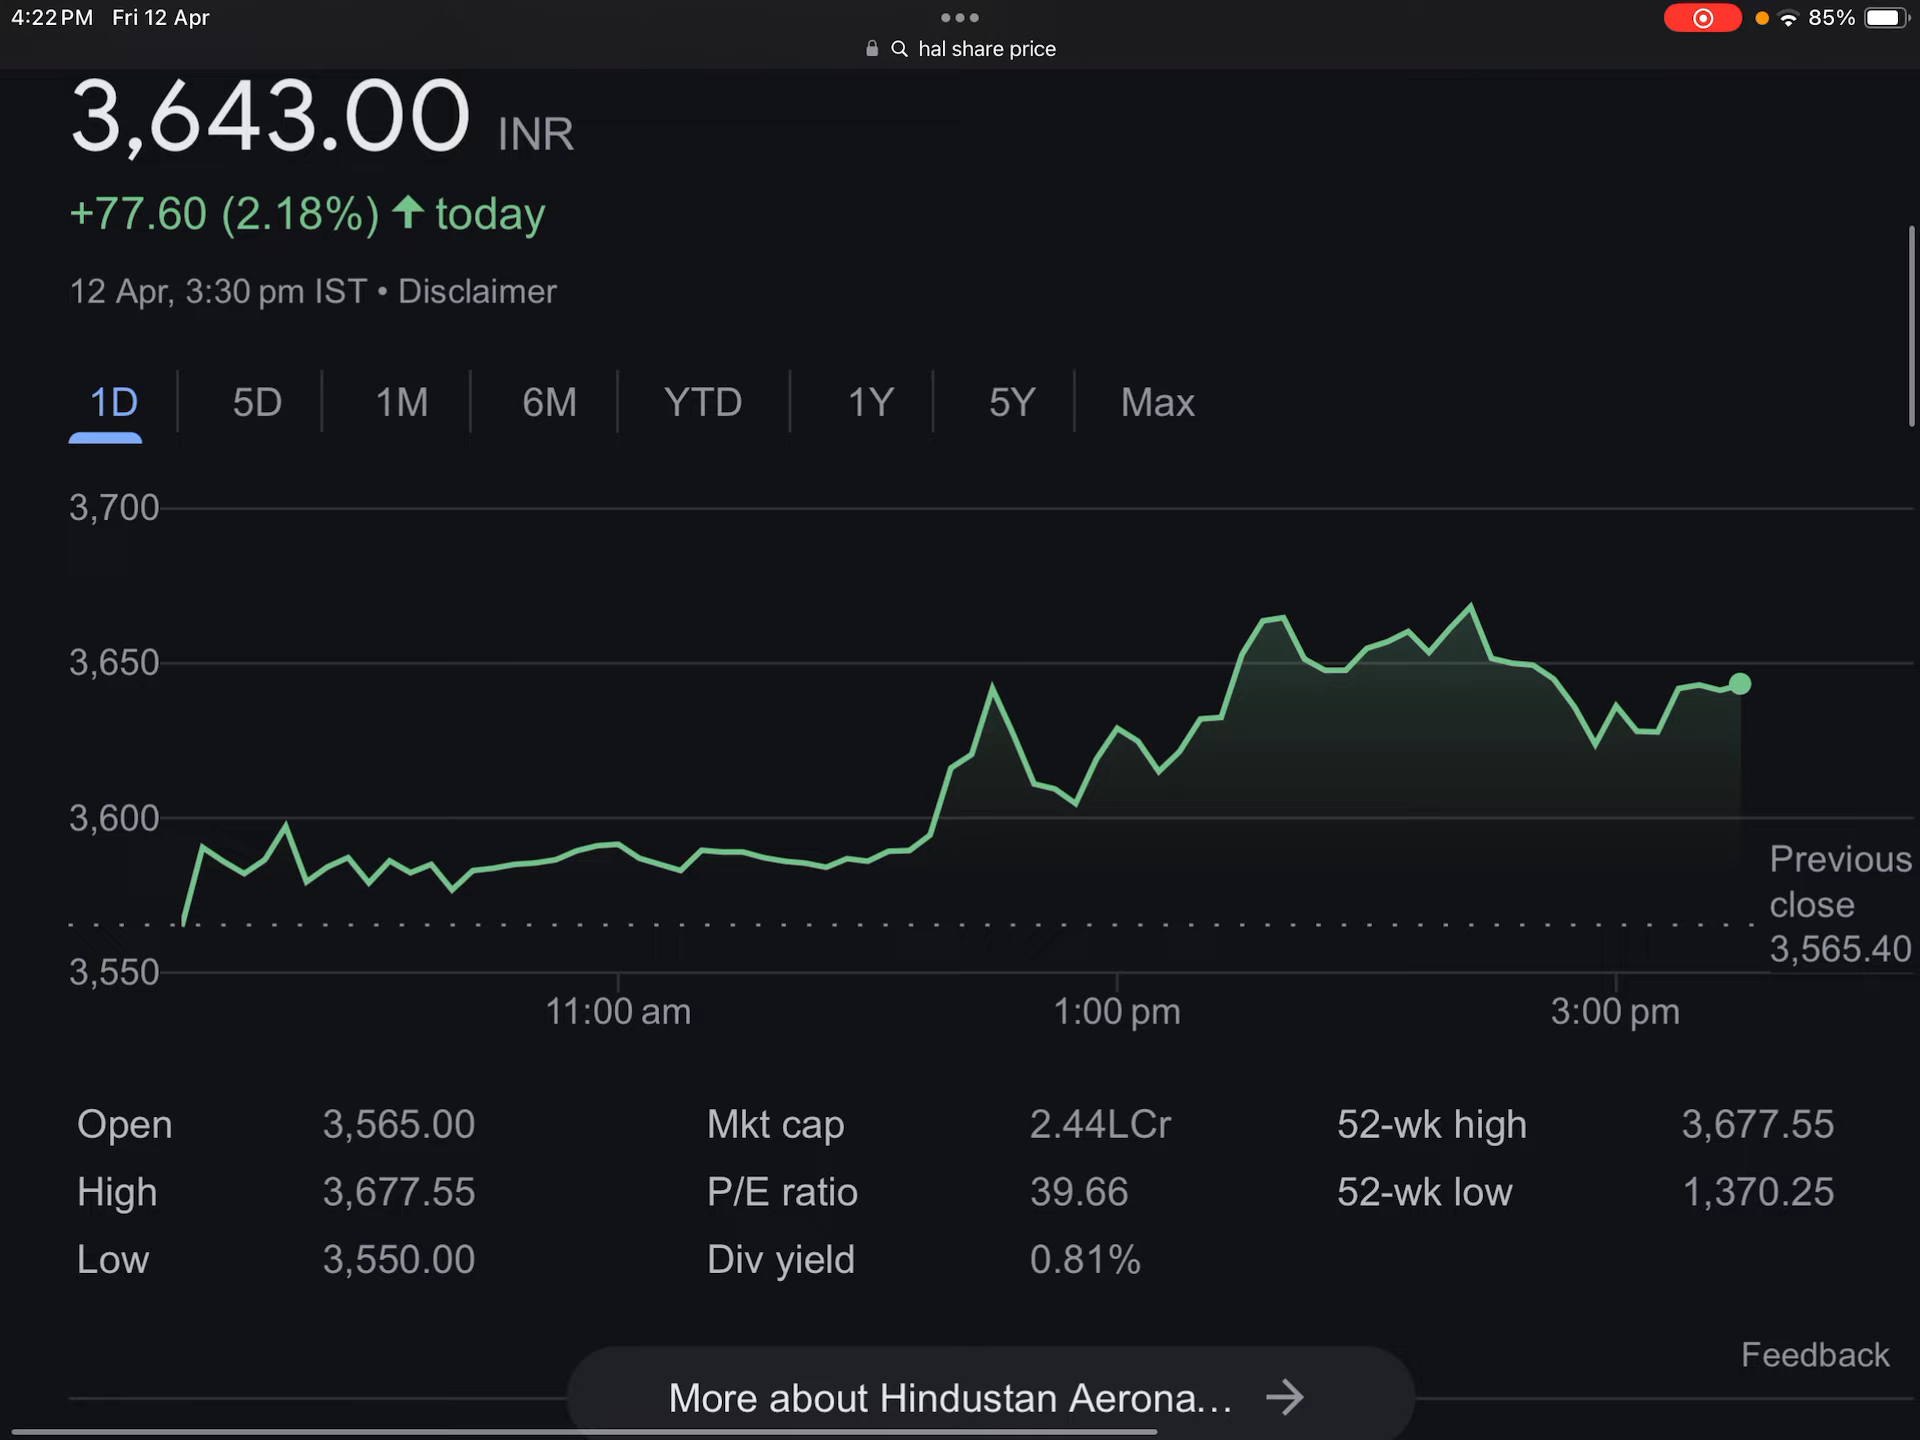 4:22 PM Fri 12 Apr
85%
hal share price
3,643.00 INR
+77.60 (2.18%) ↑ today
12 Apr, 3:30 pm IST • Disclaimer
1D 5D 1M 6M YTD 1Y 5Y Max
3,700
3,650
3,600
3,550
Previous
close
3,565.40
11:00 am 1:00 pm 3:00 pm
Open 3,565.00 Mkt cap 2.44LCr 52-wk high 3,677.55
High 3,677.55 P/E ratio 39.66 52-wk low 1,370.25
Low 3,550.00 Div yield 0.81%
Feedback
More about Hindustan Aerona... →